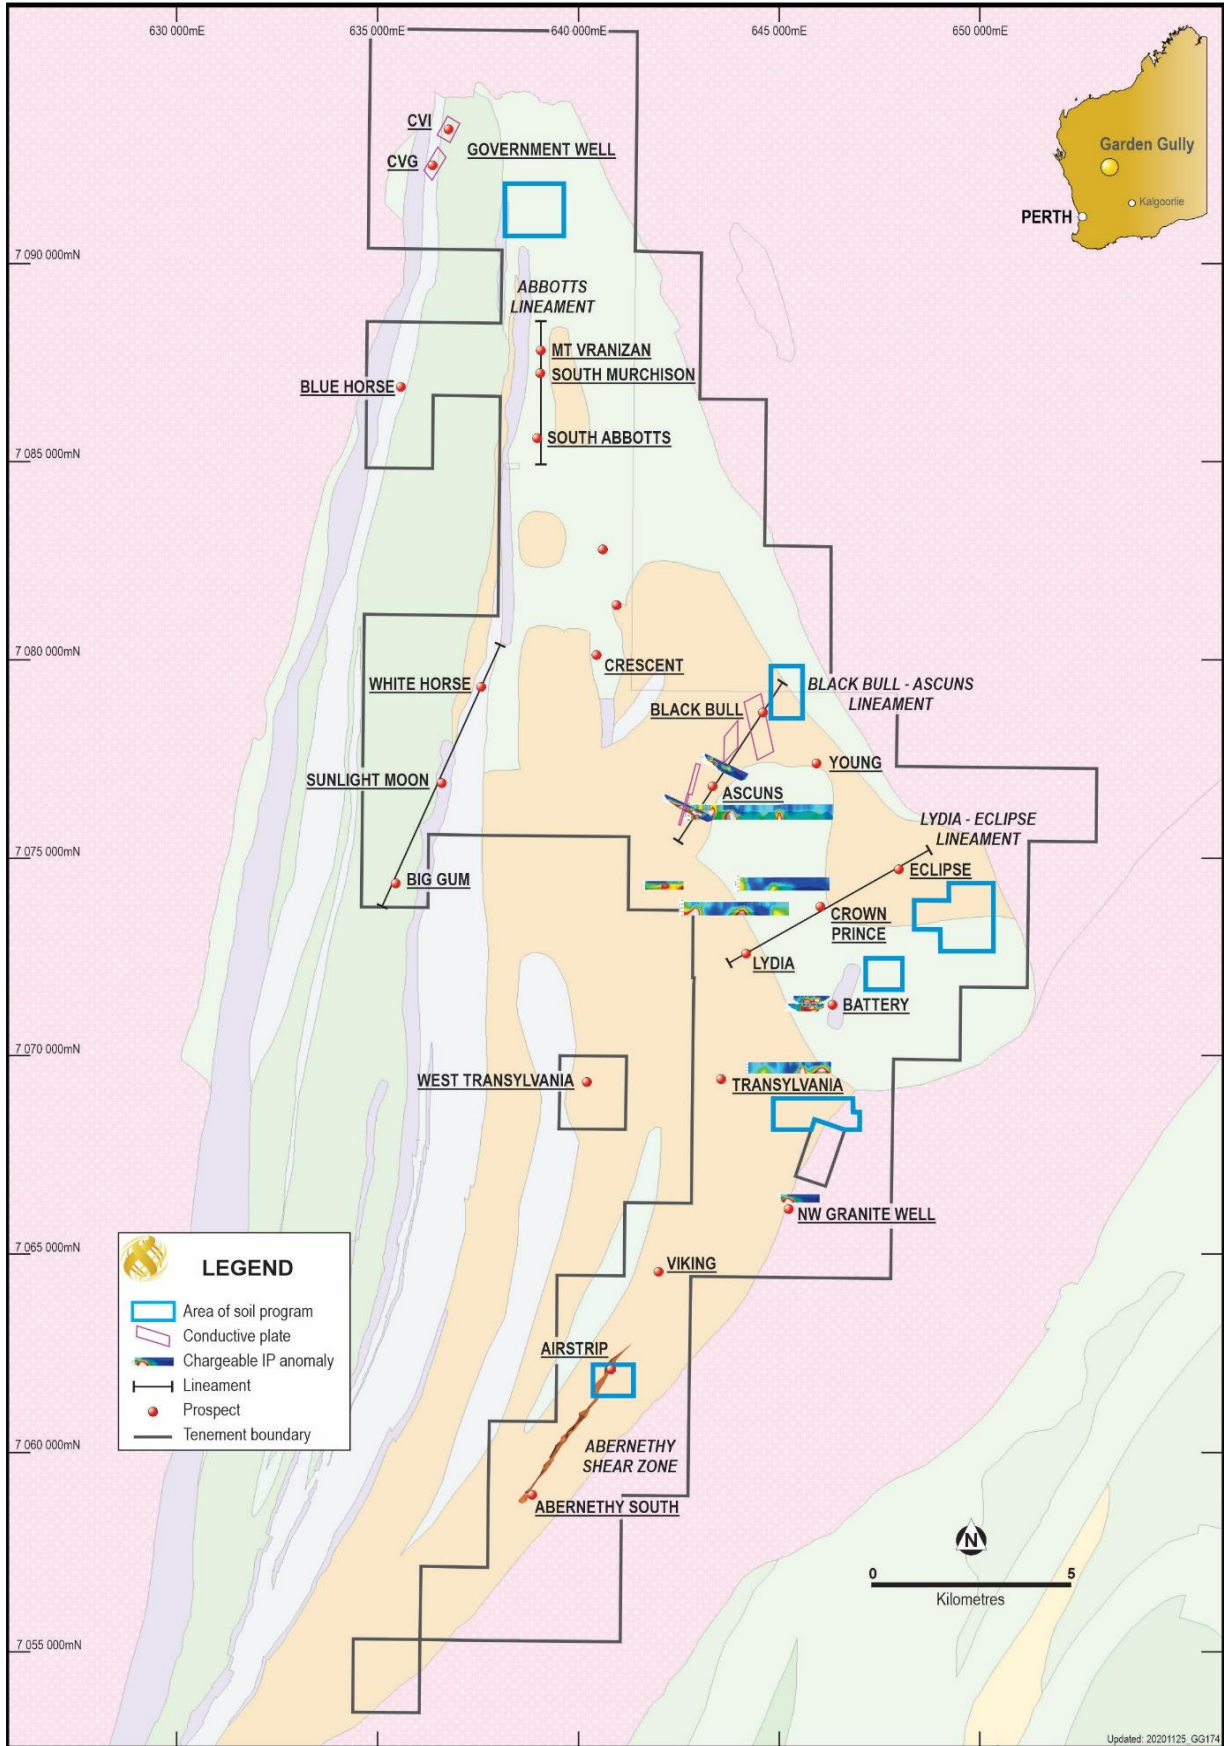 630 000mE
635 000mE
640 000mE
645 000mE
650 000mE
Garden Gully
Kalgoorlie
PERTH
CVI
CVG
GOVERNMENT WELL
7 090 000mN
ABBOTTS
LINEAMENT
MT VRANIZAN
SOUTH MURCHISON
BLUE HORSE
SOUTH ABBOTTS
7 085 000mN
7 080 000mN
CRESCENT
WHITE HORSE
BLACK BULL - ASCUNS
LINEAMENT
BLACK BULL
YOUNG
SUNLIGHT MOON
ASCUNS
LYDIA - ECLIPSE
LINEAMENT
7 075 000mN
ECLIPSE
BIG GUM
CROWN
PRINCE
LYDIA
BATTERY
7 070 000mN
WEST TRANSYLVANIA
TRANSYLVANIA
NW GRANITE WELL
7 065 000mN
VIKING
LEGEND
Area of soil program
Conductive plate
Chargeable IP anomaly
Lineament
Prospect
Tenement boundary
AIRSTRIP
7 060 000mN
ABERNETHY
SHEAR ZONE
ABERNETHY SOUTH
N
0 5
Kilometres
7 055 000mN
Updated: 20201125_GG174